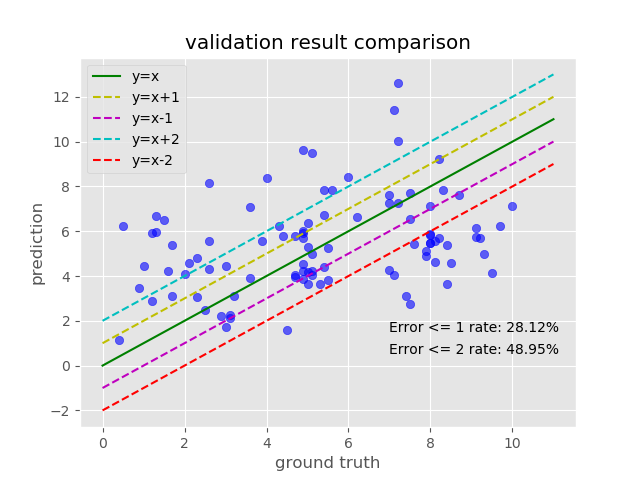 validation result comparison
y=x
y=x+1
y=x-1
y=x+2
y=x-2
12
10
8
6
4
2
0
−2
prediction
Error <= 1 rate: 28.12%
Error <= 2 rate: 48.95%
0 2 4 6 8 10
ground truth